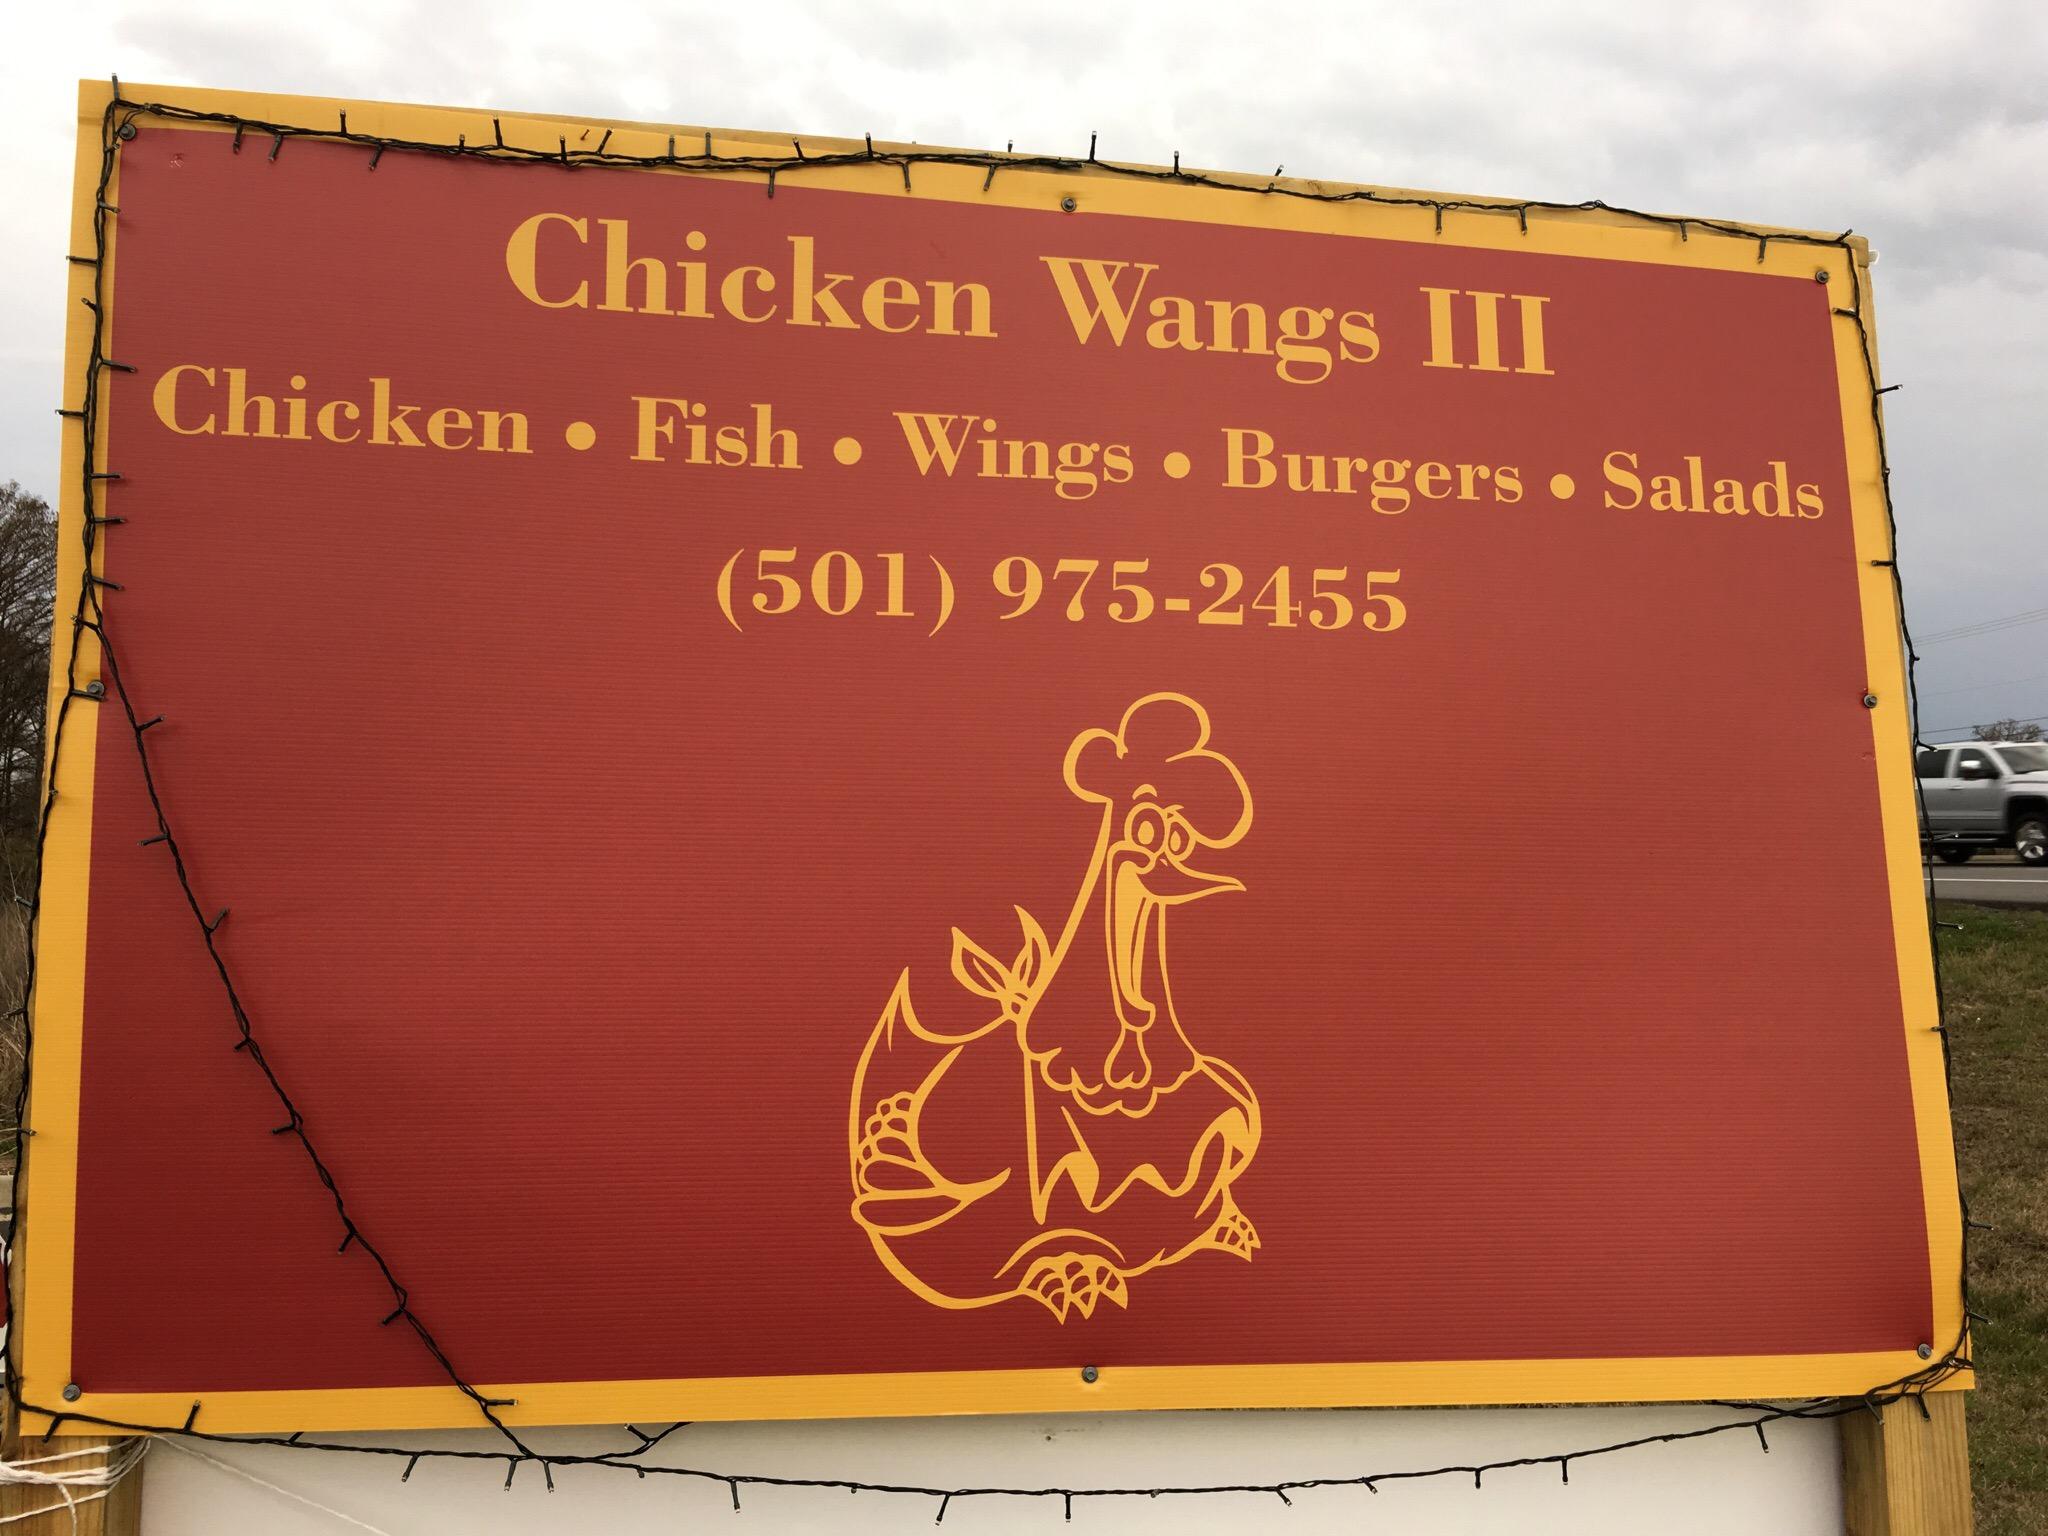 Chicken Wangs III
Chicken • Fish • Wings • Burgers • Salads
(501) 975-2455